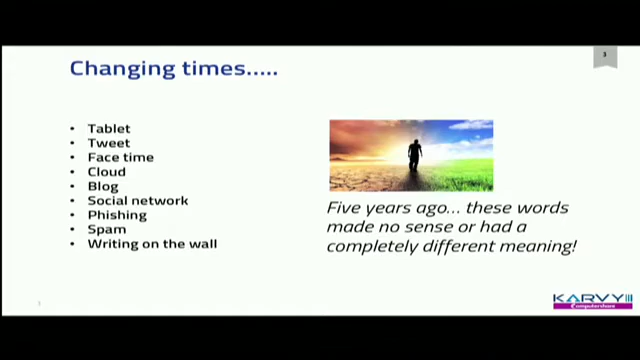 3
Changing times.....
• Tablet
• Tweet
• Face time
• Cloud
• Blog
• Social network
• Phishing
• Spam
• Writing on the wall
Five years ago... these words
made no sense or had a
completely different meaning!
KARVY
Computershare